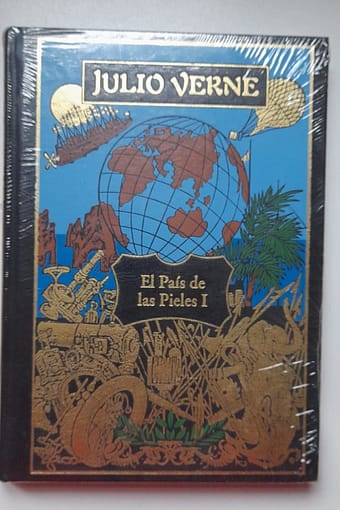 JULIO VERNE
El País de
las Pieles I